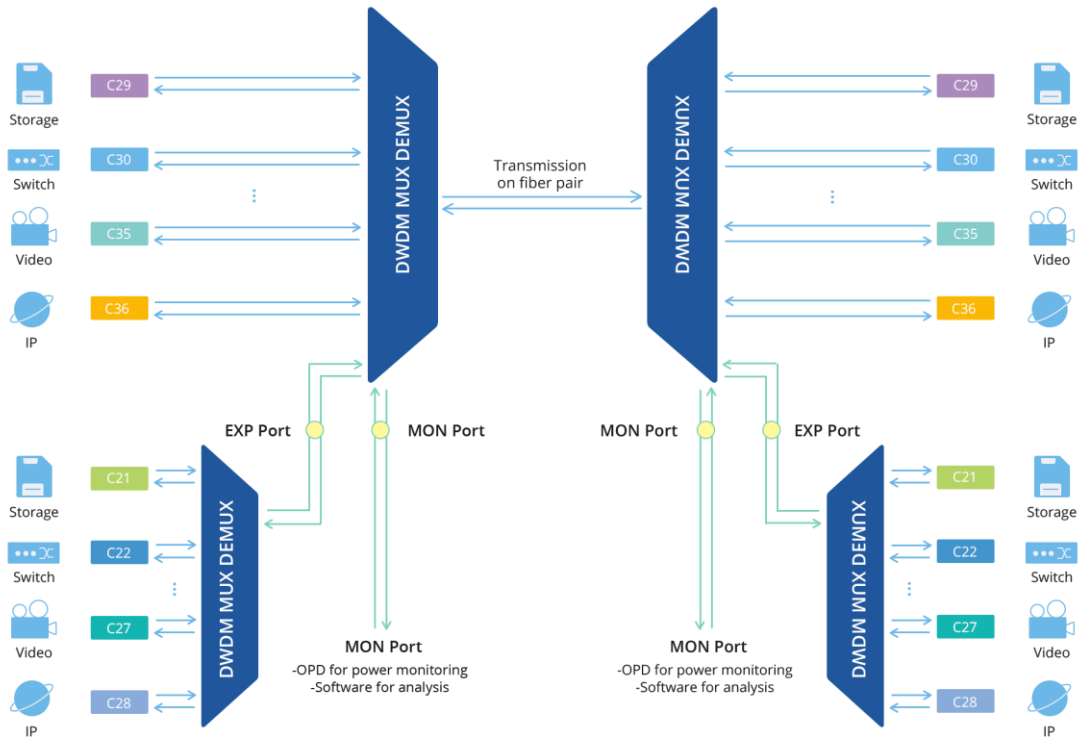 Storage
C29
Switch
C30
...
Video
C35
IP
C36
DWDM MUX DEMUX
Transmission
on fiber pair
DWDM MUX DEMUX
C29
Storage
C30
Switch
...
C35
Video
C36
IP
EXP Port
MON Port
MON Port
EXP Port
Storage
C21
Switch
C22
...
Video
C27
IP
C28
DWDM MUX DEMUX
MON Port
-OPD for power monitoring
-Software for analysis
MON Port
-OPD for power monitoring
-Software for analysis
DWDM MUX DEMUX
C21
Storage
C22
Switch
...
C27
Video
C28
IP